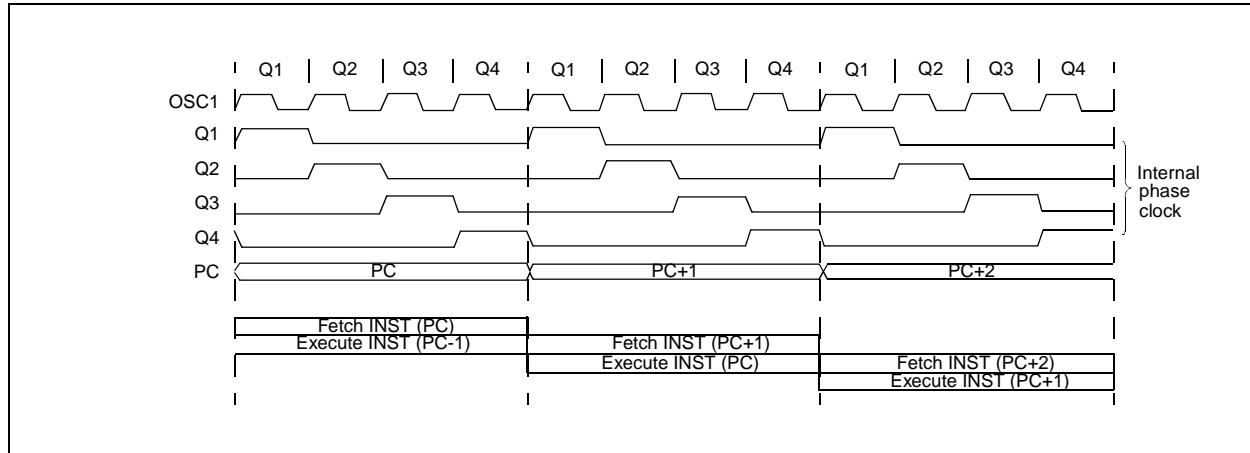 Q1 Q2 Q3 Q4 Q1 Q2 Q3 Q4 Q1 Q2 Q3 Q4
OSC1
Q1
Q2
Q3
Q4
PC
Internal
phase
clock
PC PC+1 PC+2
Fetch INST (PC)
Execute INST (PC-1) Fetch INST (PC+1)
Execute INST (PC) Fetch INST (PC+2)
Execute INST (PC+1)